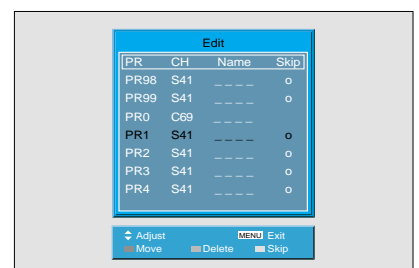 Edit
PR CH Name Skip
PR98 S41 _ _ _ _ o
PR99 S41 _ _ _ _ o
PR0 C69 _ _ _ _
PR1 S41 _ _ _ _ o
PR2 S41 _ _ _ _ o
PR3 S41 _ _ _ _ o
PR4 S41 _ _ _ _ o
Adjust MENU Exit
Move Delete Skip